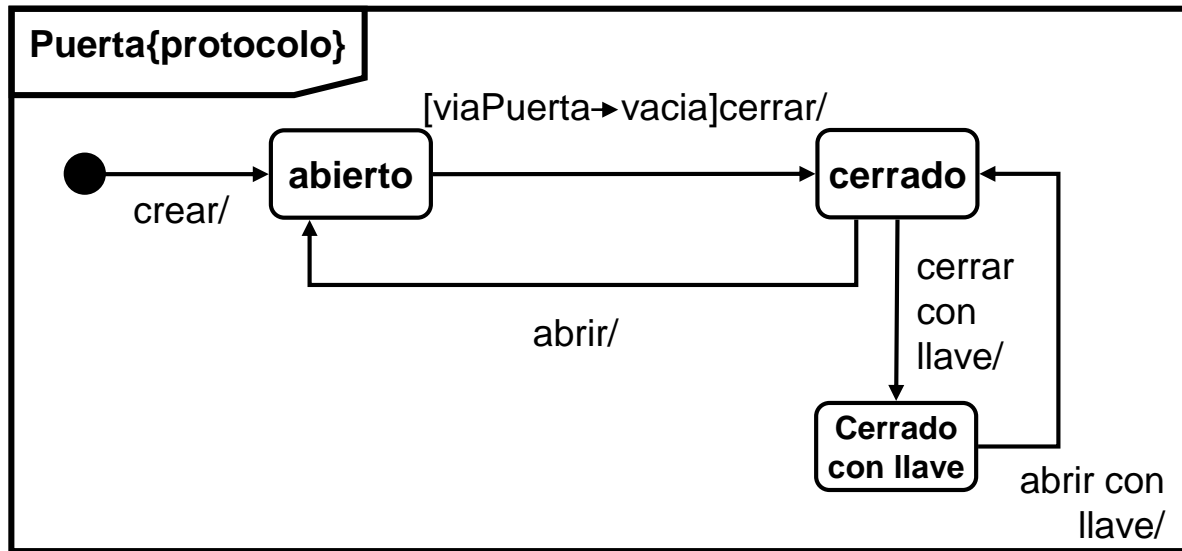 Puerta{protocolo}
[viaPuerta→vacia]cerrar/
abierto
cerrado
crear/
cerrar
con
llave/
abrir/
Cerrado
con llave
abrir con
llave/